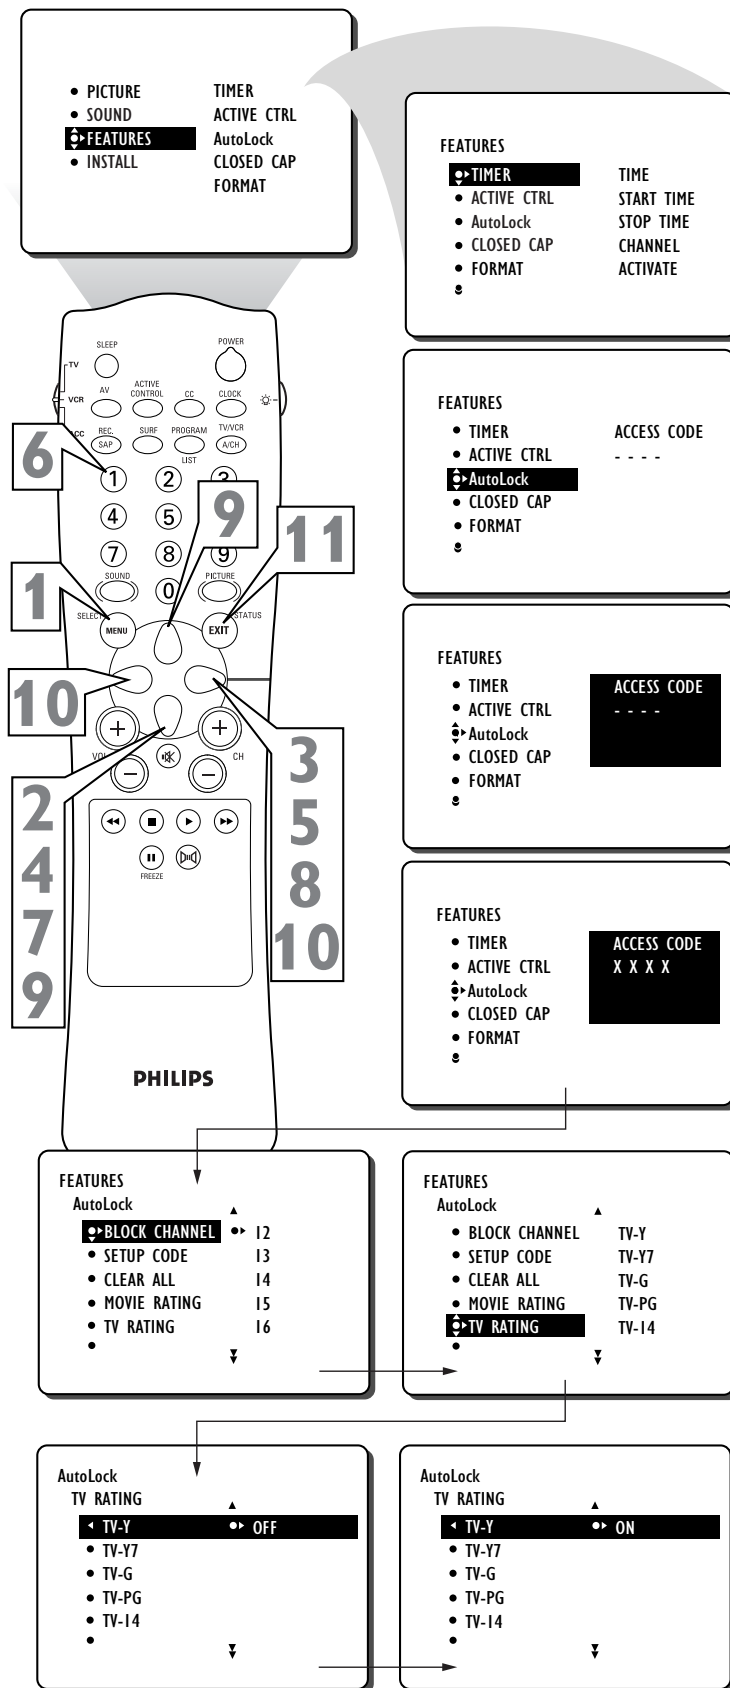 PICTURE TIMER
SOUND ACTIVE CTRL
FEATURES AutoLock
INSTALL CLOSED CAP
FORMAT
FEATURES
TIMER TIME
ACTIVE CTRL START TIME
AutoLock STOP TIME
CLOSED CAP CHANNEL
FORMAT ACTIVATE
FEATURES
TIMER ACCESS CODE
ACTIVE CTRL - - - -
AutoLock
CLOSED CAP
FORMAT
FEATURES
TIMER ACCESS CODE
ACTIVE CTRL - - - -
AutoLock
CLOSED CAP
FORMAT
FEATURES
TIMER ACCESS CODE
ACTIVE CTRL X X X X
AutoLock
CLOSED CAP
FORMAT
SLEEP POWER
TV
AV ACTIVE CONTROL CC CLOCK
VCR
REC. SURF PROGRAM TV/VCR
SAP A/CH
LIST
6
1 2 3
4 5
9
11
7 8 9
SOUND PICTURE
0
1
SELECT STATUS
MENU EXIT
10
VOL CH
3
5
8
10
2
4
7
9
FREEZE
PHILIPS
FEATURES
AutoLock
BLOCK CHANNEL 12
SETUP CODE 13
CLEAR ALL 14
MOVIE RATING 15
TV RATING 16
FEATURES
AutoLock
BLOCK CHANNEL TV-Y
SETUP CODE TV-Y7
CLEAR ALL TV-G
MOVIE RATING TV-PG
TV RATING TV-14
AutoLock
TV RATING
TV-Y OFF
TV-Y7
TV-G
TV-PG
TV-14
AutoLock
TV RATING
TV-Y ON
TV-Y7
TV-G
TV-PG
TV-14